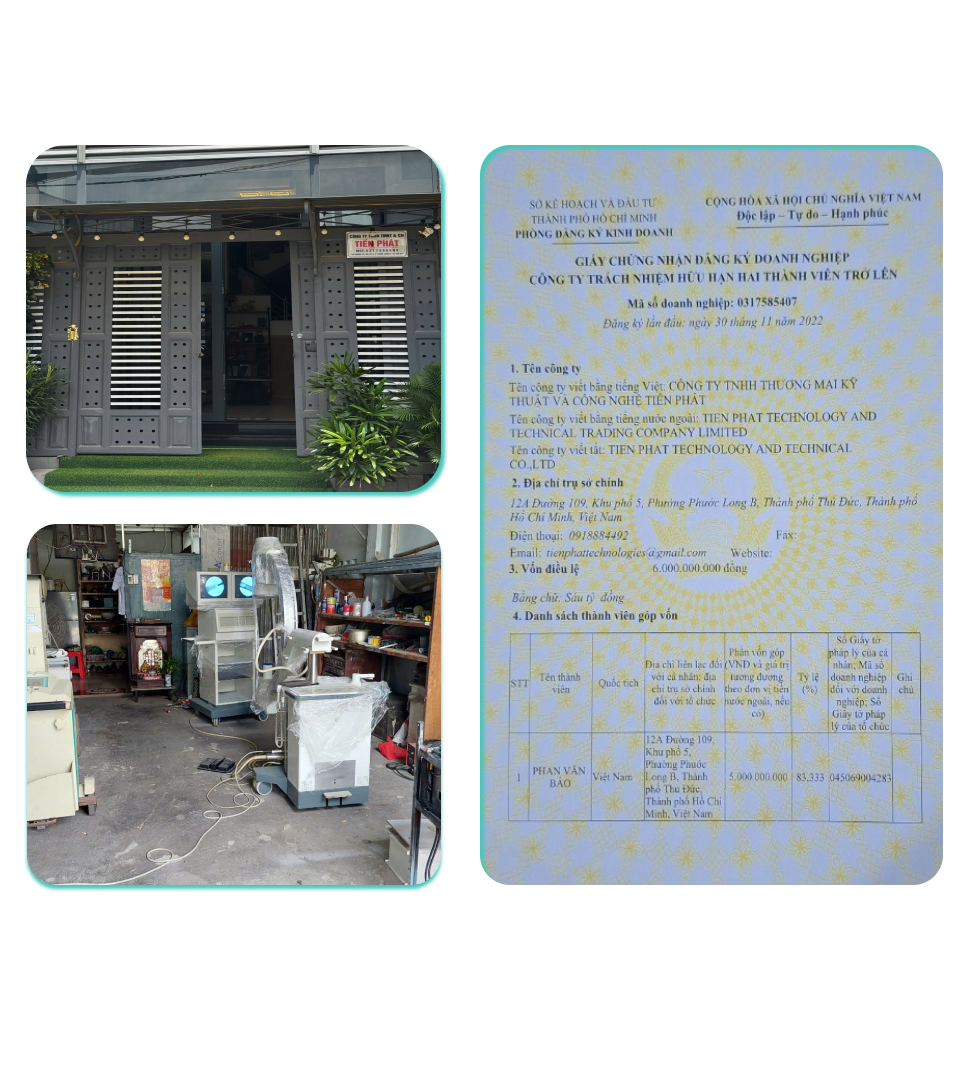 CÔNG TY TNHH TMKT & CN
TIẾN PHÁT
SỞ KẾ HOẠCH VÀ ĐẦU TƯ
THÀNH PHỐ HỒ CHÍ MINH
PHÒNG ĐĂNG KÝ KINH DOANH
CỘNG HÒA XÃ HỘI CHỦ NGHĨA VIỆT NAM
Độc lập – Tự do – Hạnh phúc
GIẤY CHỨNG NHẬN ĐĂNG KÝ DOANH NGHIỆP
CÔNG TY TRÁCH NHIỆM HỮU HẠN HAI THÀNH VIÊN TRỞ LÊN
Mã số doanh nghiệp: 0317585407
Đăng ký lần đầu: ngày 30 tháng 11 năm 2022
1. Tên công ty
Tên công ty viết bằng tiếng Việt: CÔNG TY TNHH THƯƠNG MẠI KỸ
THUẬT VÀ CÔNG NGHỆ TIẾN PHÁT
Tên công ty viết bằng tiếng nước ngoài: TIEN PHAT TECHNOLOGY AND
TECHNICAL TRADING COMPANY LIMITED
Tên công ty viết tắt: TIEN PHAT TECHNOLOGY AND TECHNICAL
CO.,LTD
2. Địa chỉ trụ sở chính
12A Đường 109, Khu phố 5, Phường Phước Long B, Thành phố Thủ Đức, Thành phố
Hồ Chí Minh, Việt Nam
Điện thoại: 0918884492 Fax:
Email: tienphattechnologies@gmail.com Website:
3. Vốn điều lệ 6.000.000.000 đồng
Bằng chữ: Sáu tỷ đồng
4. Danh sách thành viên góp vốn
STT
Tên thành
viên
Quốc tịch
Địa chỉ liên lạc đối
với cá nhân; địa
chỉ trụ sở chính
đối với tổ chức
Phần vốn góp
(VNĐ và giá trị
tương đương
theo đơn vị tiền
nước ngoài, nếu
có)
Tỷ lệ
(%)
Số Giấy tờ
pháp lý của cá
nhân; Mã số
doanh nghiệp
đối với doanh
nghiệp; Số
Giấy tờ pháp
lý của tổ chức
Ghi
chú
1
PHAN VĂN
BẢO
Việt Nam
12A Đường 109,
Khu phố 5,
Phường Phước
Long B, Thành
phố Thủ Đức,
Thành phố Hồ Chí
Minh, Việt Nam
5.000.000.000
83,333
045069004283